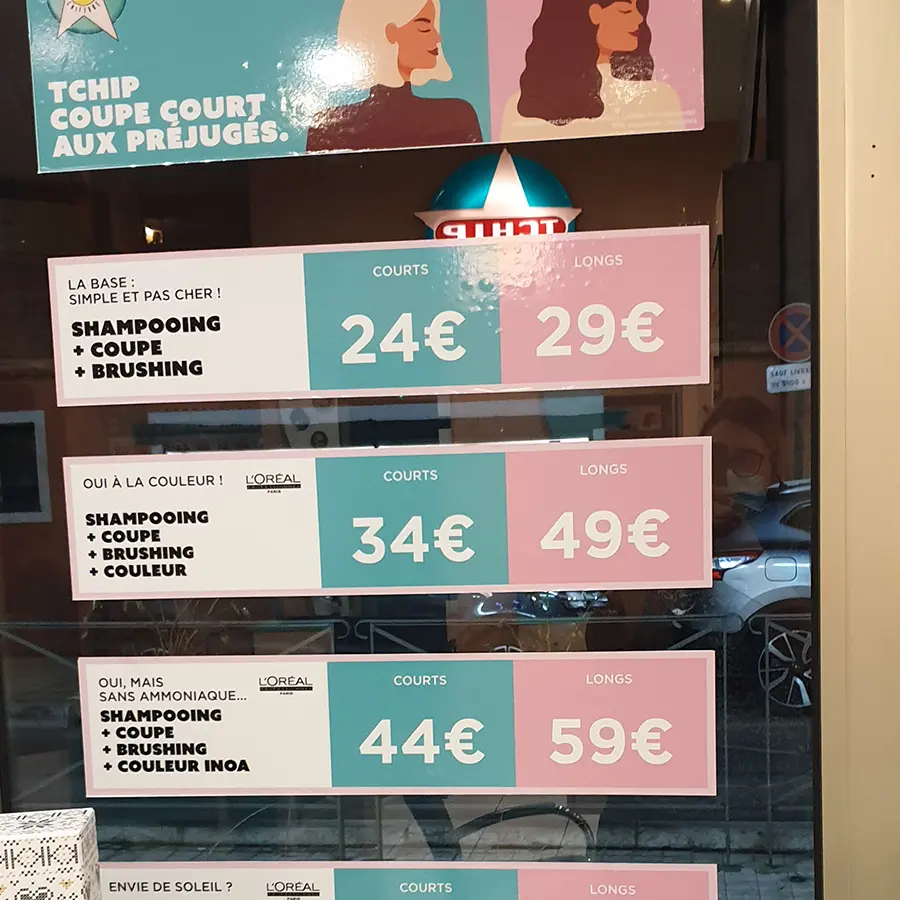 TCHIP
COUPE COURT
AUX PRÉJUGÉS.
TCHIP
LA BASE :
SIMPLE ET PAS CHER !
SHAMPOOING
+ COUPE
+ BRUSHING
COURTS
24€
LONGS
29€
OUI À LA COULEUR !
L'ORÉAL
PARIS
SHAMPOOING
+ COUPE
+ BRUSHING
+ COULEUR
COURTS
34€
LONGS
49€
OUI, MAIS
SANS AMMONIAQUE...
L'ORÉAL
PARIS
SHAMPOOING
+ COUPE
+ BRUSHING
+ COULEUR INOA
COURTS
44€
LONGS
59€
ENVIE DE SOLEIL ?
L'ORÉAL
COURTS
LONGS